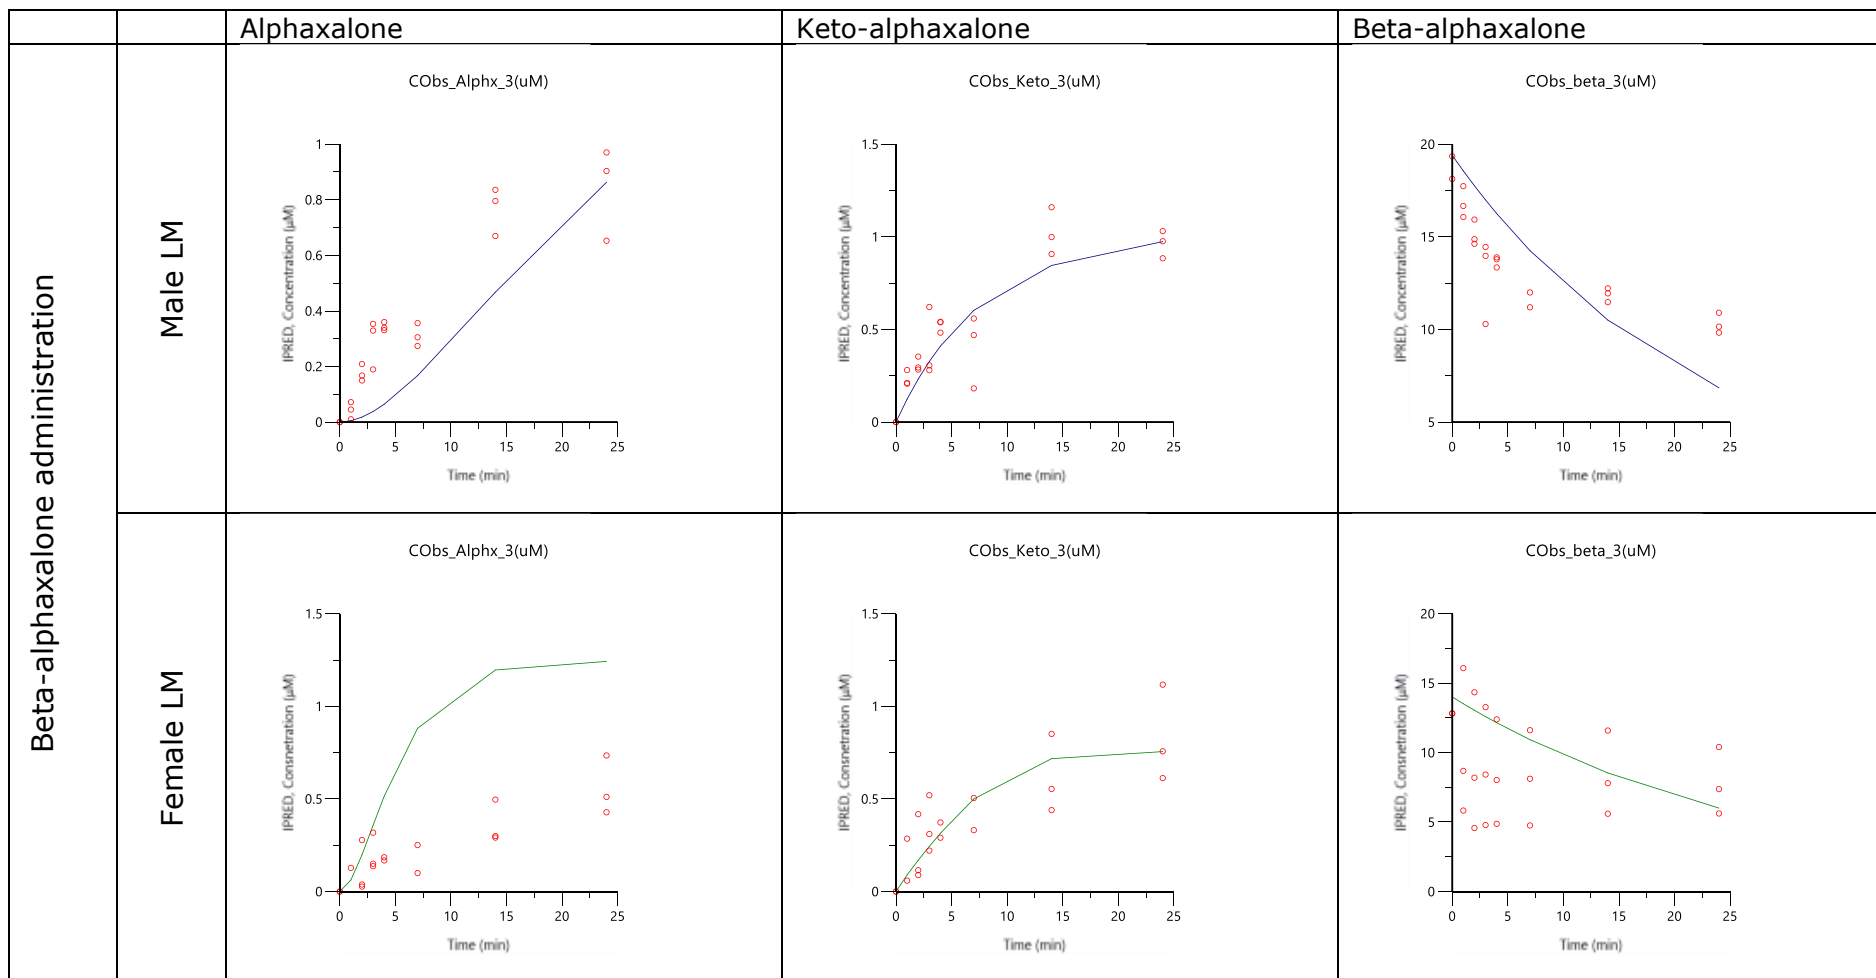 Alphaxalone Keto-alphaxalone Beta-alphaxalone
Beta-alphaxalone administration
Male LM
CObs_Alphx_3(uM)
IPRED, Concentration (µM)
1
0.8
0.6
0.4
0.2
0
0 5 10 15 20 25
Time (min)
CObs_Keto_3(uM)
IPRED, Concentration (µM)
1.5
1
0.5
0
0 5 10 15 20 25
Time (min)
CObs_beta_3(uM)
IPRED, Concentration (µM)
20
15
10
5
0 5 10 15 20 25
Time (min)
Female LM
CObs_Alphx_3(uM)
IPRED, Consnetration (µM)
1.5
1
0.5
0
0 5 10 15 20 25
Time (min)
CObs_Keto_3(uM)
IPRED, Consnetration (µM)
1.5
1
0.5
0
0 5 10 15 20 25
Time (min)
CObs_beta_3(uM)
IPRED, Consnetration (µM)
20
15
10
5
0
0 5 10 15 20 25
Time (min)